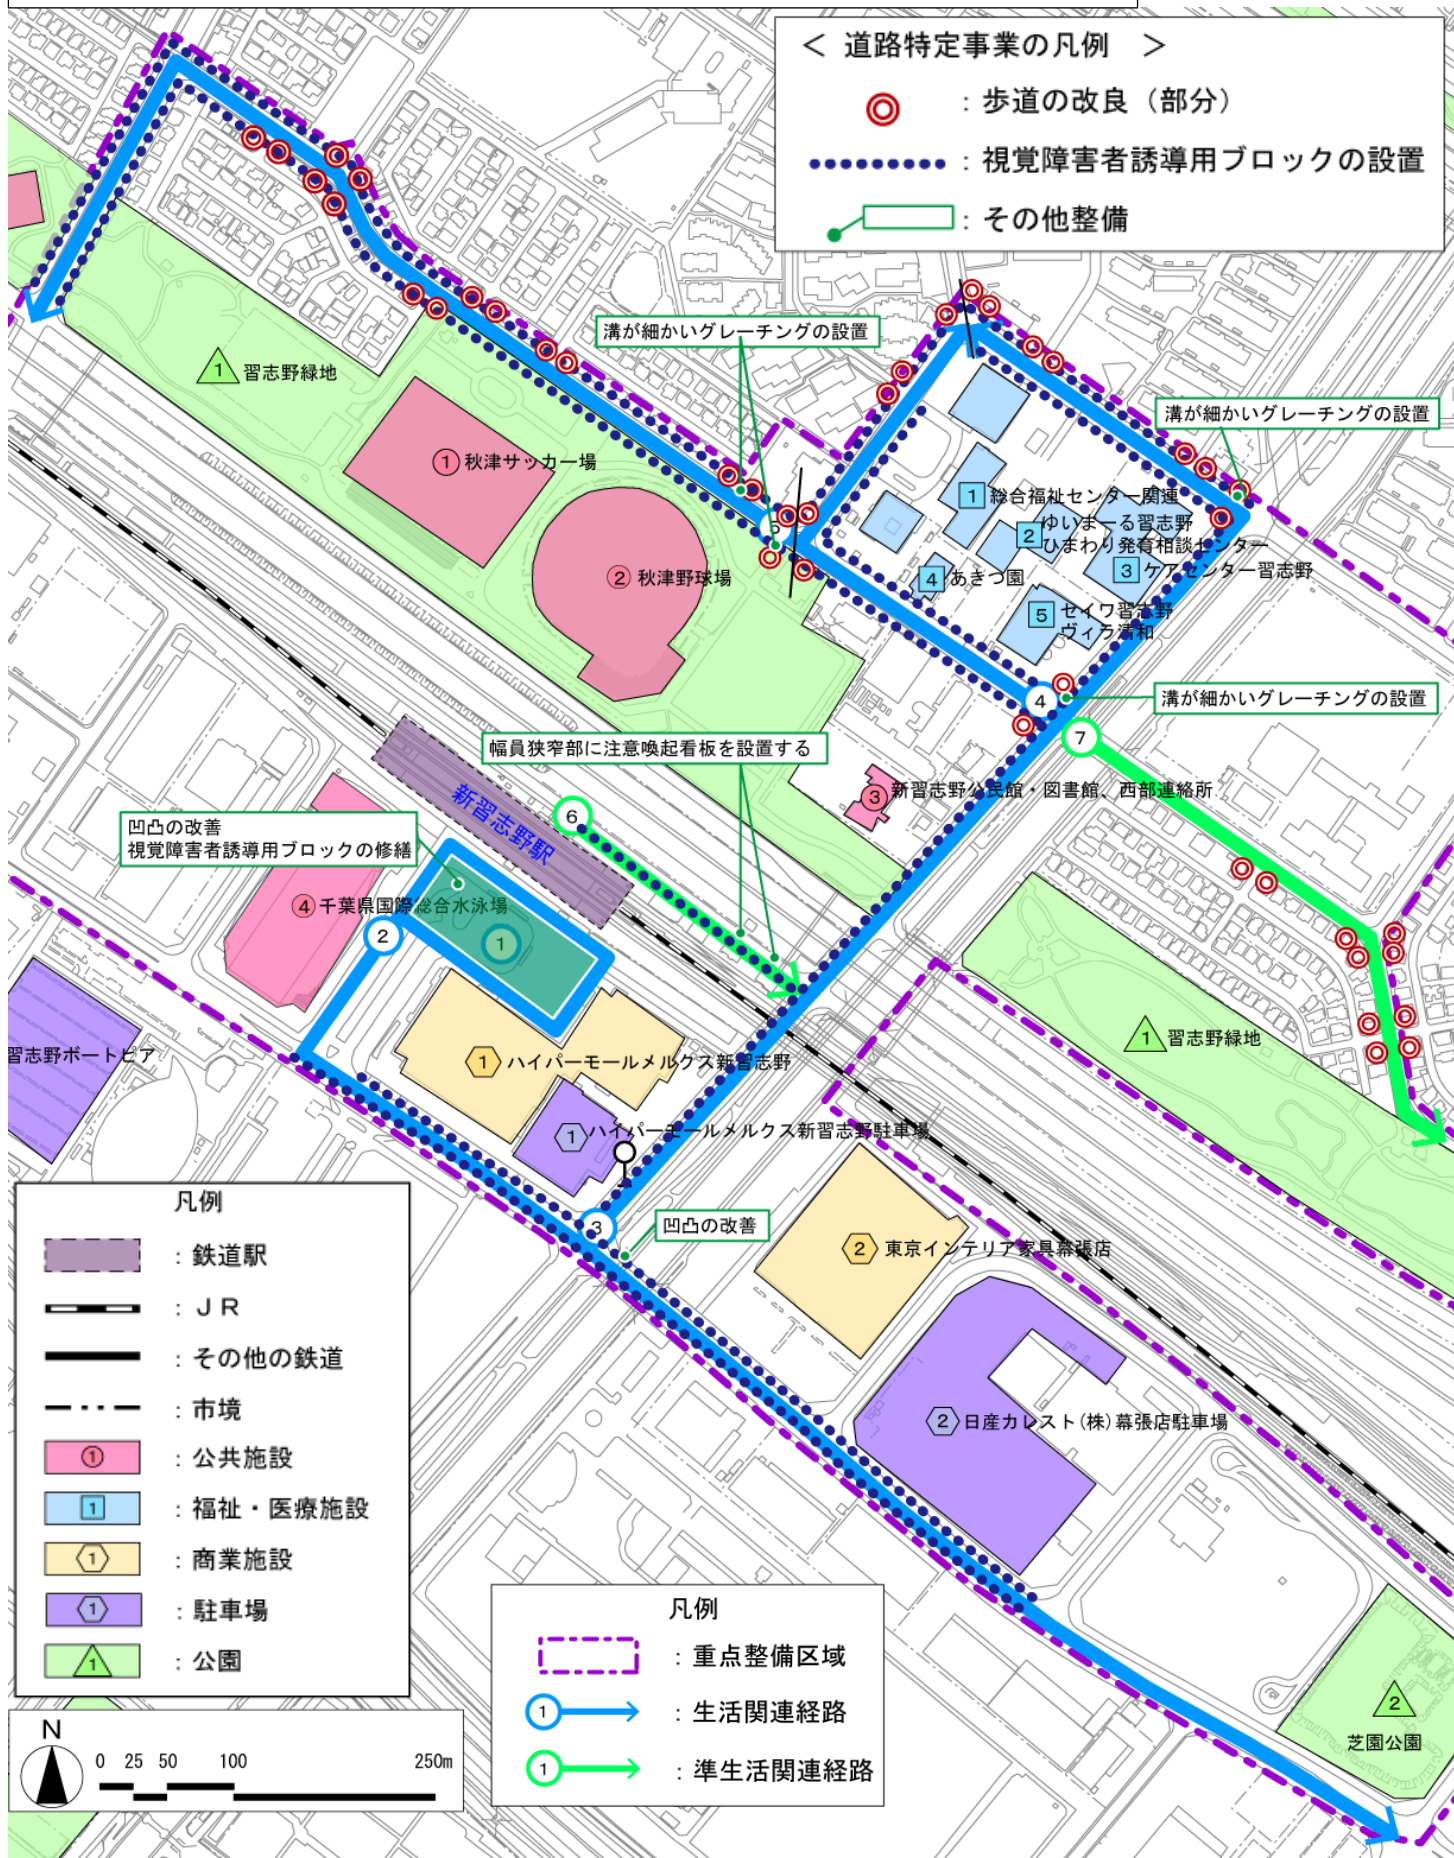 ＜ 道路特定事業の凡例 ＞
：歩道の改良（部分）
：視覚障害者誘導用ブロックの設置
：その他整備
溝が細かいグレーチングの設置
溝が細かいグレーチングの設置
1 習志野緑地
1 秋津サッカー場
5
1 総合福祉センター関連
2 ゆいまーる習志野
ひまわり発育相談センター
3 ケアセンター習志野
4 あきつ園
2 秋津野球場
5 セイワ習志野
ヴィラ清和
4
溝が細かいグレーチングの設置
7
幅員狭窄部に注意喚起看板を設置する
3 新習志野公民館・図書館、西部連絡所
新習志野駅
6
凹凸の改善
視覚障害者誘導用ブロックの修繕
4 千葉県国際総合水泳場
2
1
1 習志野緑地
習志野ボートピア
1 ハイパーモールメルクス新習志野
1 ハイパーモールメルクス新習志野駐車場
3
凹凸の改善
2 東京インテリア家具幕張店
2 日産カレスト(株)幕張店駐車場
2
芝園公園
凡例
：鉄道駅
：ＪＲ
：その他の鉄道
：市境
1 ：公共施設
1 ：福祉・医療施設
1 ：商業施設
1 ：駐車場
1 ：公園
凡例
：重点整備区域
1 ：生活関連経路
1 ：準生活関連経路
N
0 25 50 100 250m